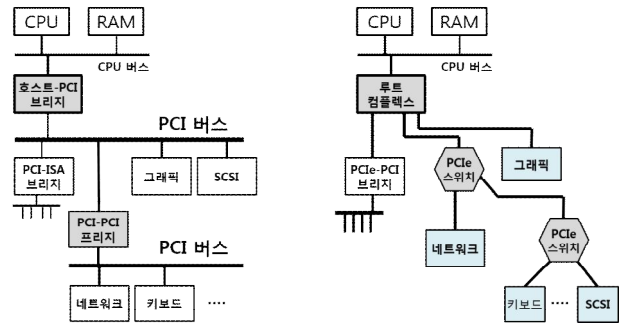 CPU
RAM
CPU 버스
호스트-PCI
브리지
PCI 버스
PCI-ISA
브리지
그래픽
SCSI
PCI-PCI
프리지
PCI 버스
네트워크
키보드
....
CPU
RAM
CPU 버스
루트
컴플렉스
PCIe-PCI
브리지
PCIe
스위치
그래픽
네트워크
PCIe
스위치
키보드
....
SCSI